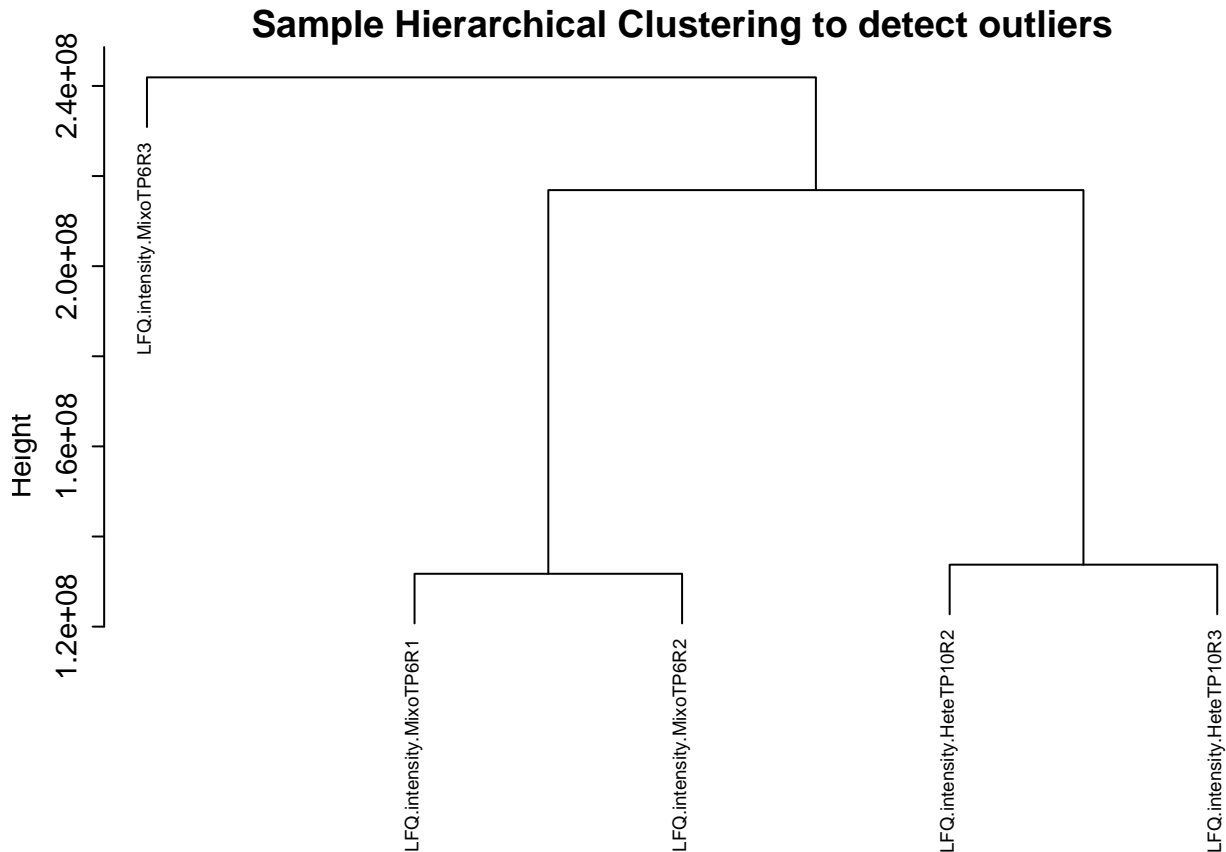 Sample Hierarchical Clustering to detect outliers
Height
2.4e+08
2.0e+08
1.6e+08
1.2e+08
LFQ.intensity.MixoTP6R3
LFQ.intensity.MixoTP6R1
LFQ.intensity.MixoTP6R2
LFQ.intensity.HeteTP10R2
LFQ.intensity.HeteTP10R3